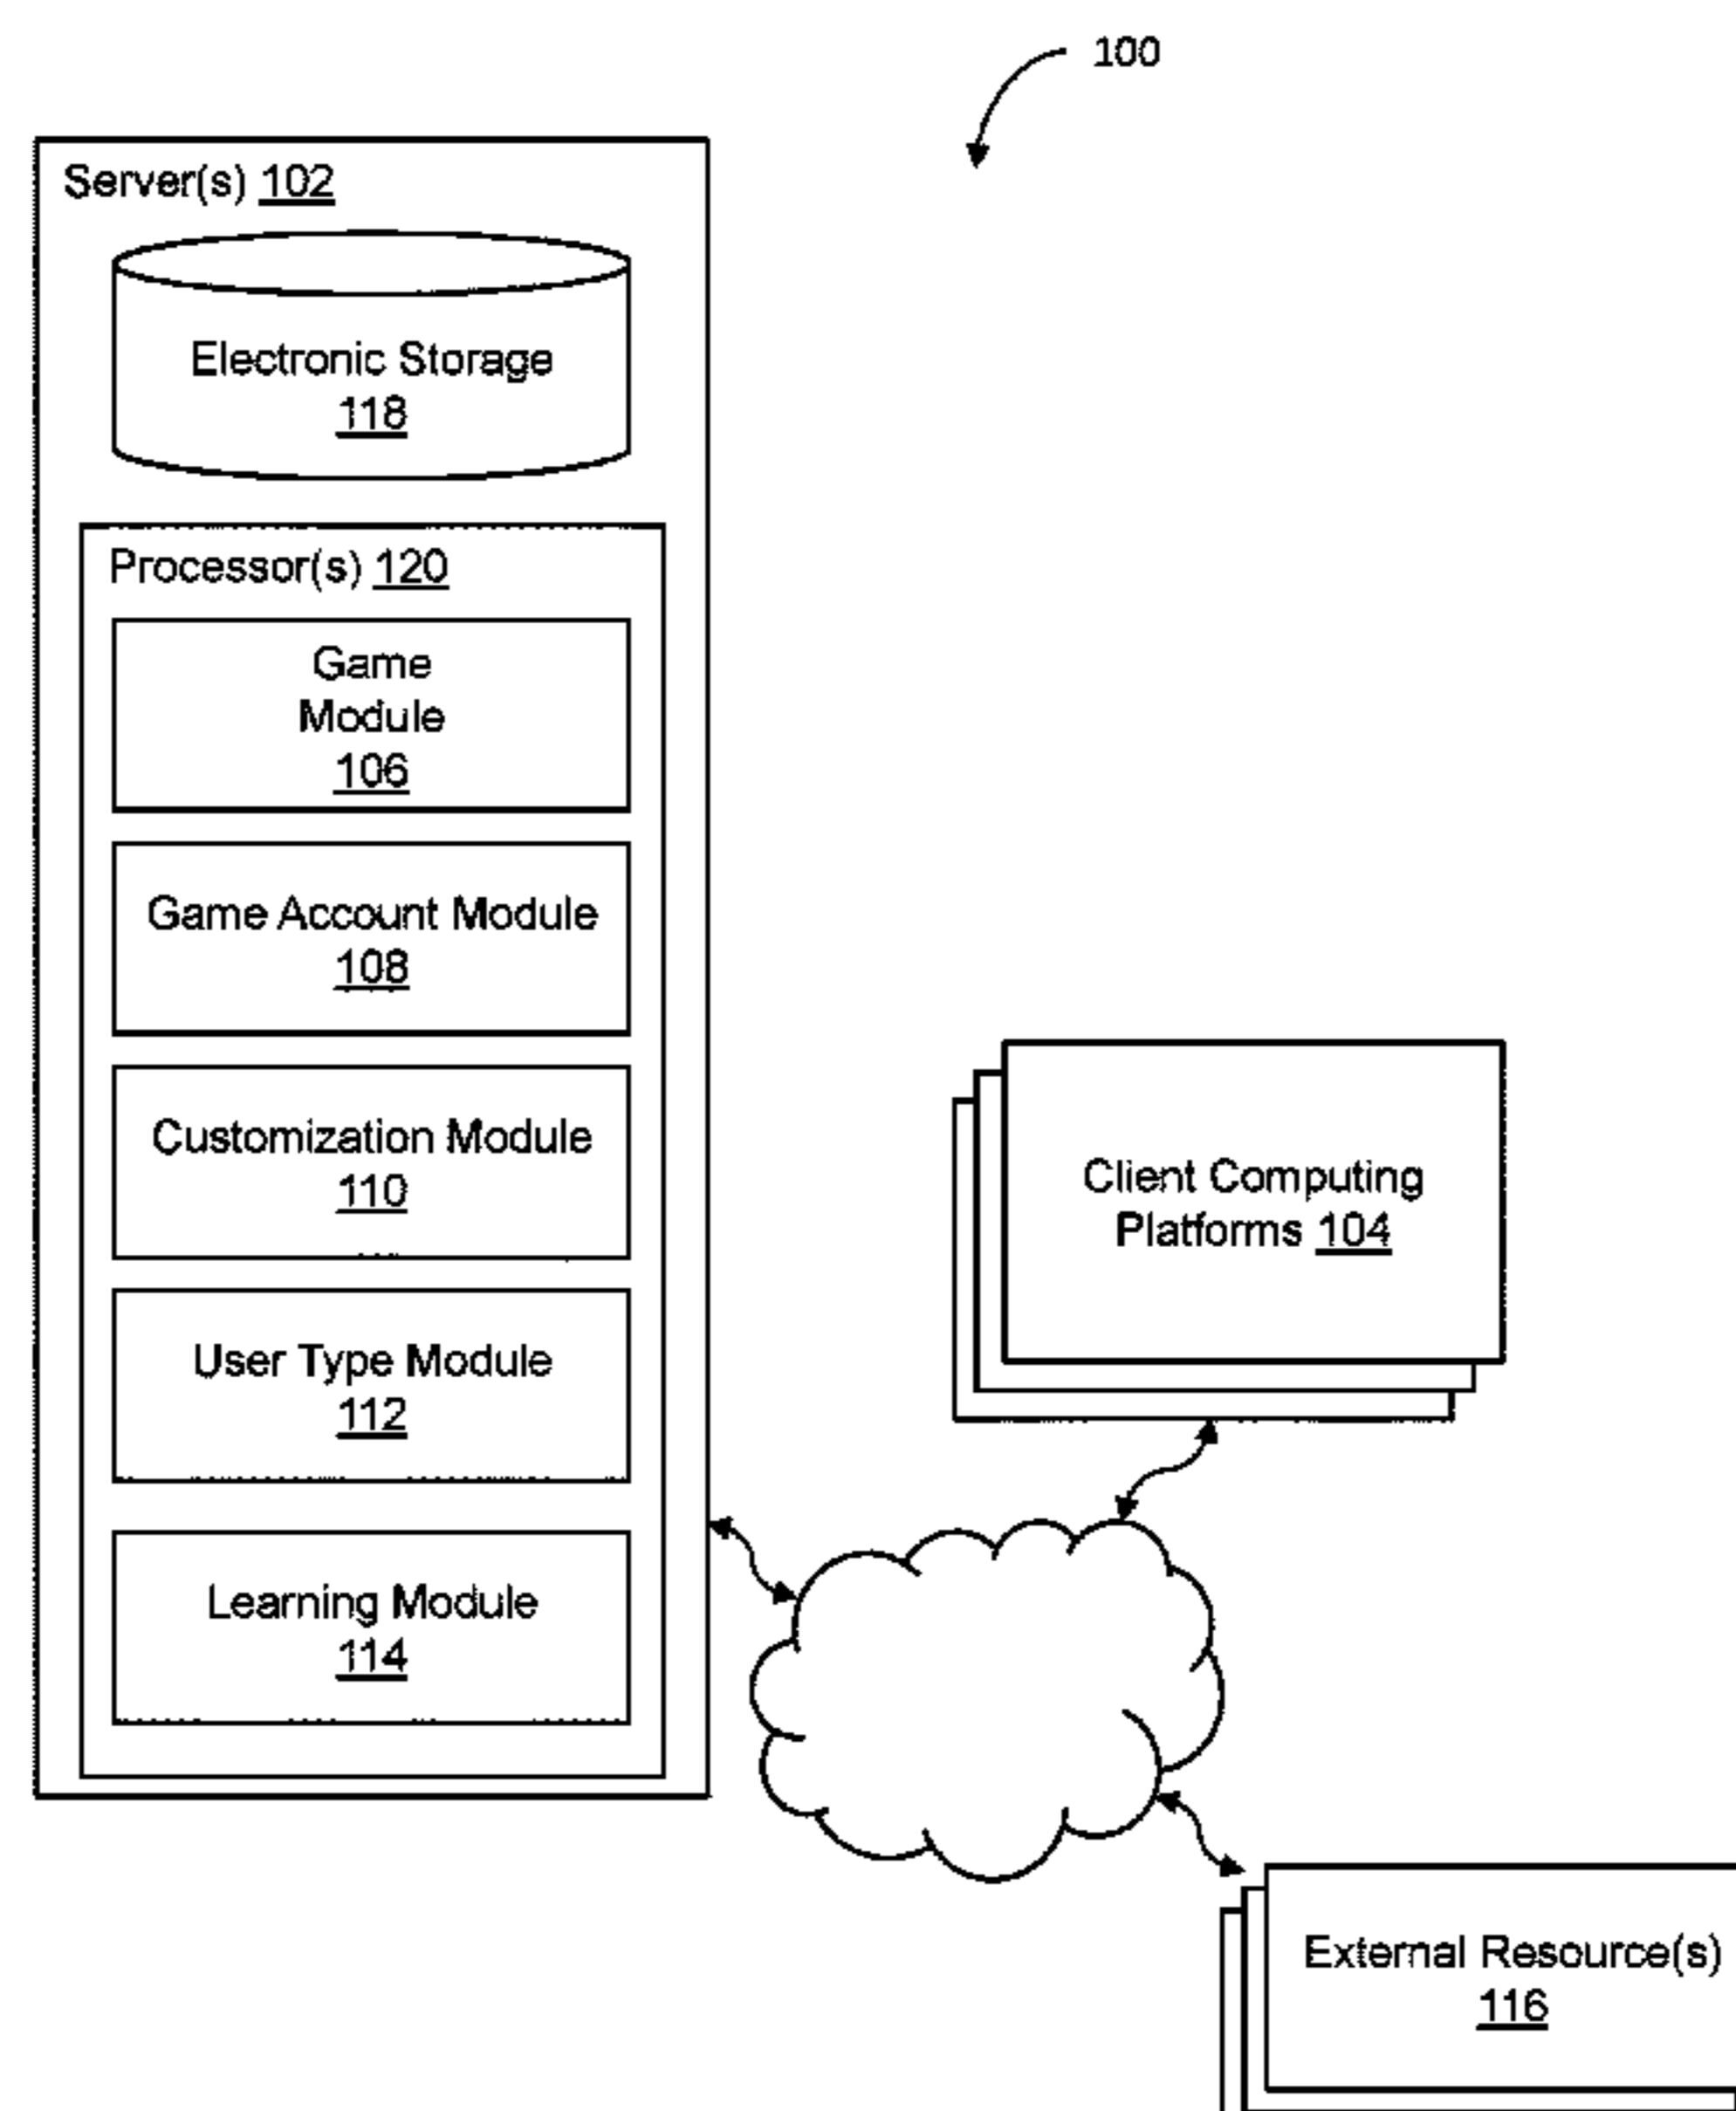 100
Server(s) 102
Electronic Storage
118
Processor(s) 120
Game
Module
106
Game Account Module
108
Customization Module
110
User Type Module
112
Learning Module
114
Client Computing
Platforms 104
External Resource(s)
116